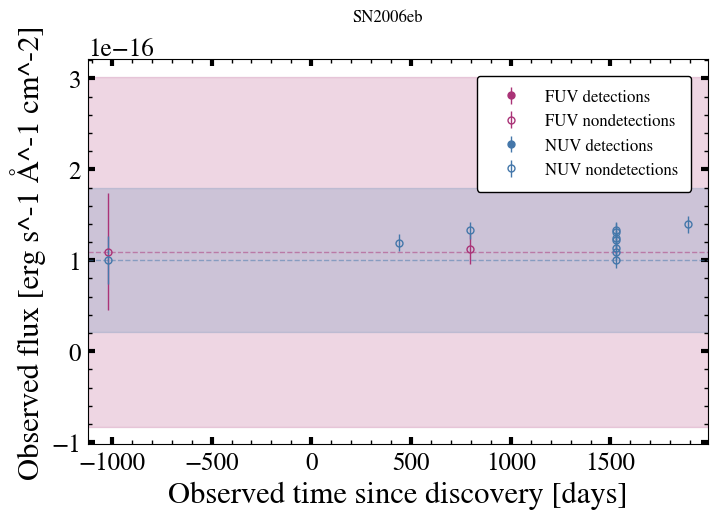 SN2006eb
1e−16
Observed flux [erg s^-1 Å^-1 cm^-2]
3
2
1
0
−1
FUV detections
FUV nondetections
NUV detections
NUV nondetections
−1000 −500 0 500 1000 1500
Observed time since discovery [days]